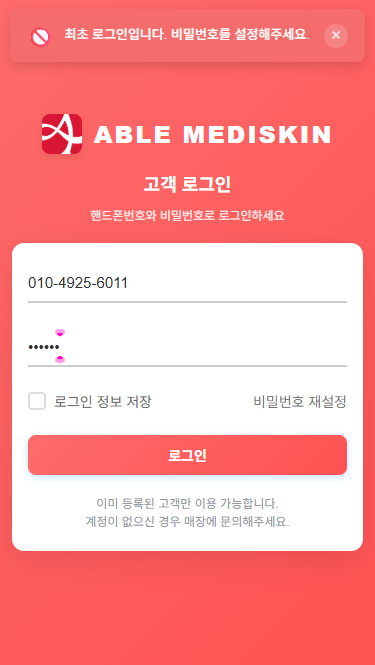 최초 로그인입니다. 비밀번호를 설정해주세요.
ABLE MEDISKIN
고객 로그인
핸드폰번호와 비밀번호로 로그인하세요
010-4925-6011
••••••
로그인 정보 저장 비밀번호 재설정
로그인
이미 등록된 고객만 이용 가능합니다.
계정이 없으신 경우 매장에 문의해주세요.